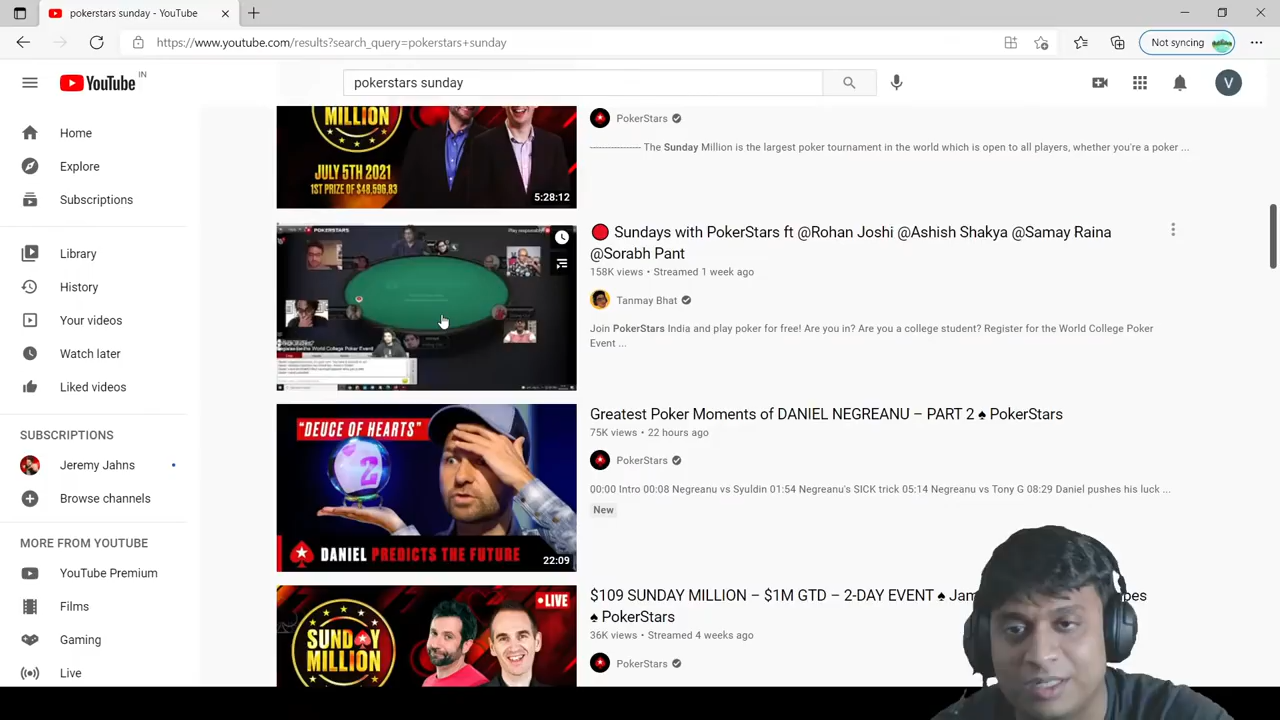 pokerstars sunday - YouTube
https://www.youtube.com/results?search_query=pokerstars+sunday
Not syncing
YouTube IN
pokerstars sunday
V
Home
Explore
Subscriptions
Library
History
Your videos
Watch later
Liked videos
SUBSCRIPTIONS
Jeremy Jahns
Browse channels
MORE FROM YOUTUBE
YouTube Premium
Films
Gaming
Live
MILLION
JULY 5TH 2021
1ST PRIZE OF $48,596.83
5:28:12
PokerStars
---------------- The Sunday Million is the largest poker tournament in the world which is open to all players, whether you're a poker ...
POKERSTARS
Sundays with PokerStars ft @Rohan Joshi @Ashish Shakya @Samay Raina
@Sorabh Pant
158K views • Streamed 1 week ago
Tanmay Bhat
Join PokerStars India and play poker for free! Are you in? Are you a college student? Register for the World College Poker
Event ...
"DEUCE OF HEARTS"
2
DANIEL PREDICTS THE FUTURE
22:09
Greatest Poker Moments of DANIEL NEGREANU – PART 2 ♠ PokerStars
75K views • 22 hours ago
PokerStars
00:00 Intro 00:08 Negreanu vs Syuldin 01:54 Negreanu's SICK trick 05:14 Negreanu vs Tony G 08:29 Daniel pushes his luck ...
New
LIVE
SUNDAY
MILLION
$109 SUNDAY MILLION – $1M GTD – 2-DAY EVENT ♠
♠ PokerStars
36K views • Streamed 4 weeks ago
PokerStars